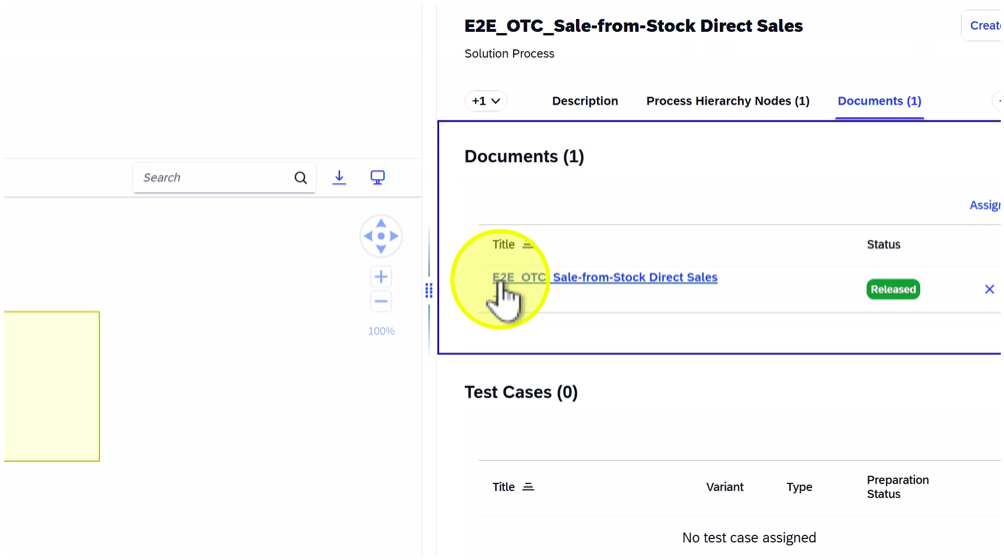 E2E_OTC_Sale-from-Stock Direct Sales
Solution Process
+1 Description Process Hierarchy Nodes (1) Documents (1)
Documents (1)
Search
Title Status
E2E_OTC_Sale-from-Stock Direct Sales Released
100%
Test Cases (0)
Title Variant Type Preparation
Status
No test case assigned